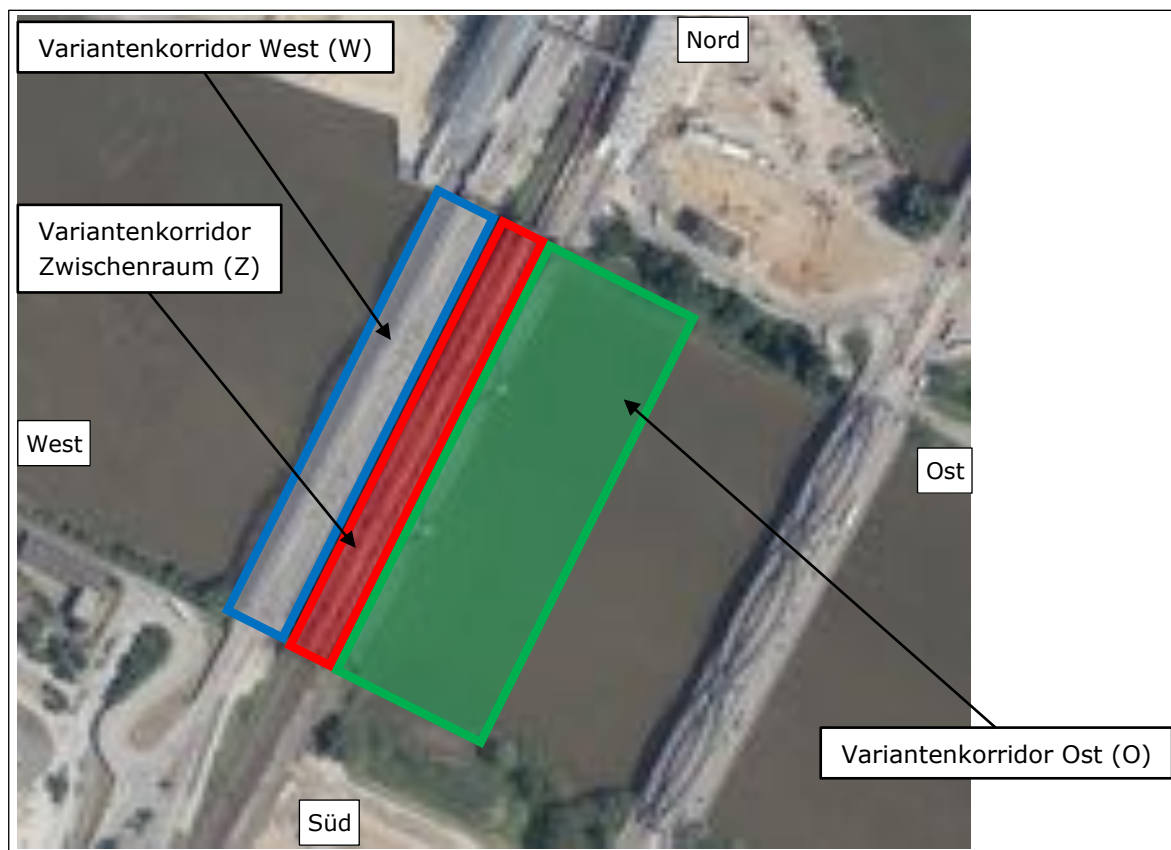 Variantenkorridor West (W)
Nord
Variantenkorridor
Zwischenraum (Z)
West
Ost
Variantenkorridor Ost (O)
Süd